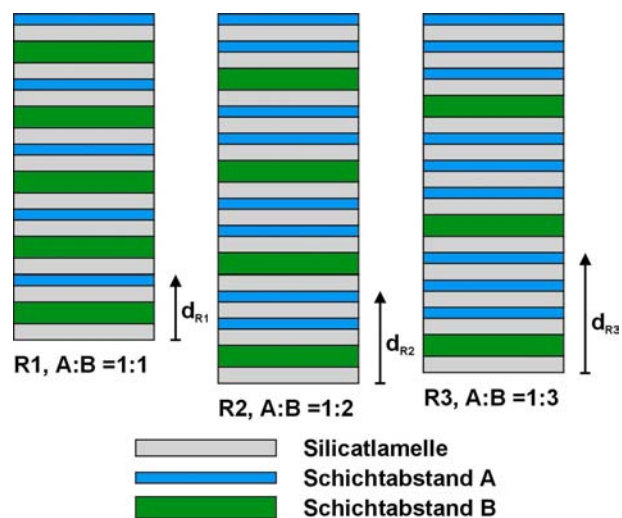 d_R1
d_R2
d_R3
R1, A:B =1:1
R2, A:B =1:2
R3, A:B =1:3
Silicatlamelle
Schichtabstand A
Schichtabstand B